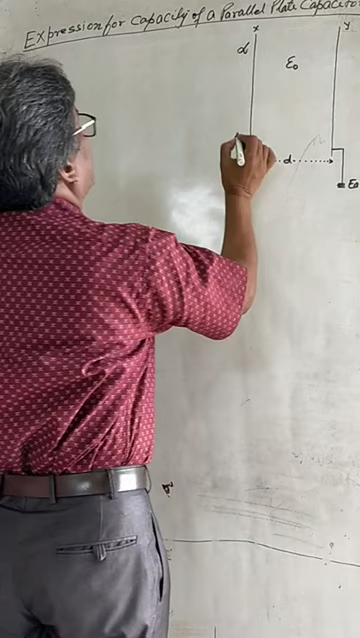 Expression for Capacity of a Parallel Plate Capacitor
x y
α ε₀
d